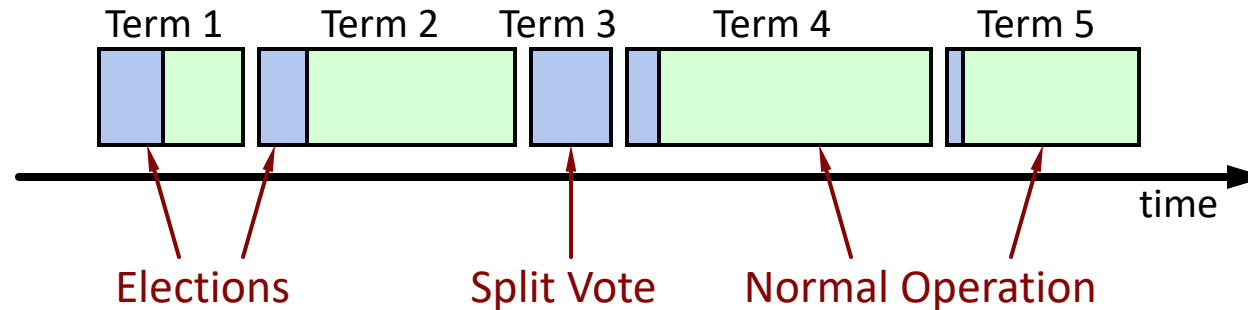 Term 1 Term 2 Term 3 Term 4 Term 5
time
Elections Split Vote Normal Operation